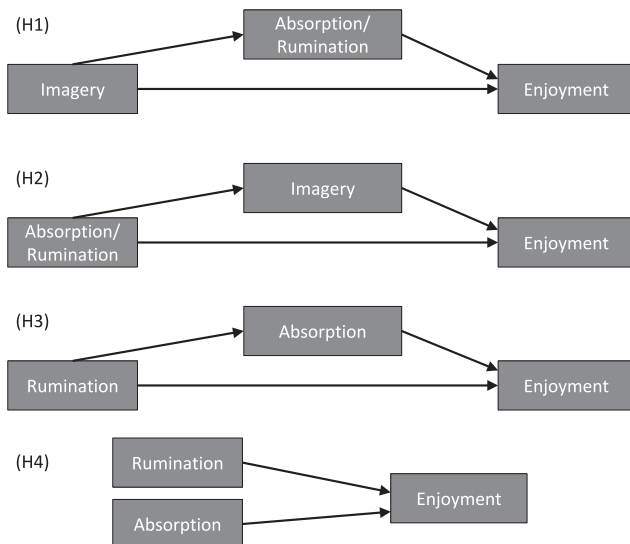 (H1)
Absorption/
Rumination
Imagery
Enjoyment
(H2)
Imagery
Absorption/
Rumination
Enjoyment
(H3)
Absorption
Rumination
Enjoyment
(H4)
Rumination
Enjoyment
Absorption